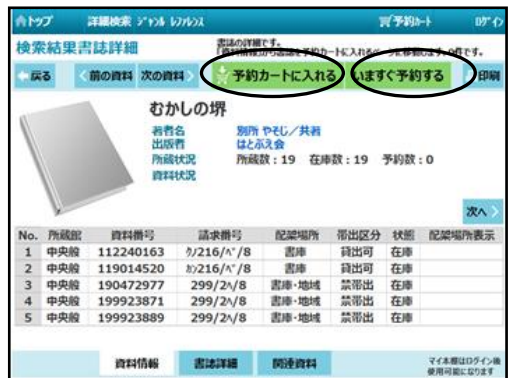 トップ 詳細検索 ジャンル レファレンス 予約カート ログイン
検索結果書誌詳細
書誌の詳細です。
戻る 前の資料 次の資料 予約カートに入れる いますぐ予約する 印刷
むかしの堺
著者名 別所 やそじ／共著
出版者 はとぶえ会
所蔵状況 所蔵数：19 在庫数：19 予約数：0
資料状況
次へ
No. 所蔵館 資料番号 請求番号 配架場所 帯出区分 状態 配架場所表示
1 中央館 112240163 ｸ/216/ﾍﾞ/8 書庫 貸出可 在庫
2 中央館 119014520 ｶ/216/ﾍﾞ/8 書庫 貸出可 在庫
3 中央館 190472977 299/2ﾍ/8 書庫・地域 禁帯出 在庫
4 中央館 199923871 299/2ﾍ/8 書庫・地域 禁帯出 在庫
5 中央館 199923889 299/2ﾍ/8 書庫・地域 禁帯出 在庫
資料情報 書誌詳細 関連資料
マイ本棚はログイン後
使用可能になります